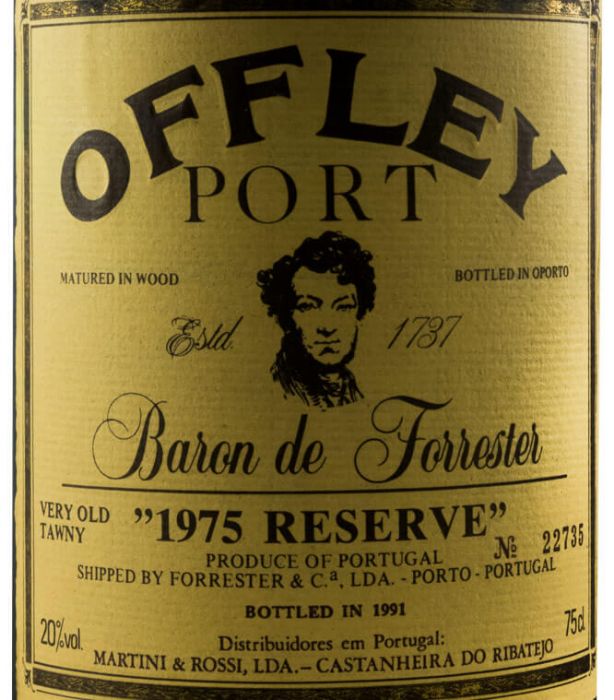 OFFLEY
PORT
MATURED IN WOOD
BOTTLED IN OPORTO
Estd. 1737
Baron de Forrester
VERY OLD
TAWNY
"1975 RESERVE"
№ 22735
PRODUCE OF PORTUGAL
SHIPPED BY FORRESTER & C.ª, LDA. - PORTO - PORTUGAL
BOTTLED IN 1991
20%vol.
75cl
Distribuidores em Portugal:
MARTINI & ROSSI, LDA. – CASTANHEIRA DO RIBATEJO